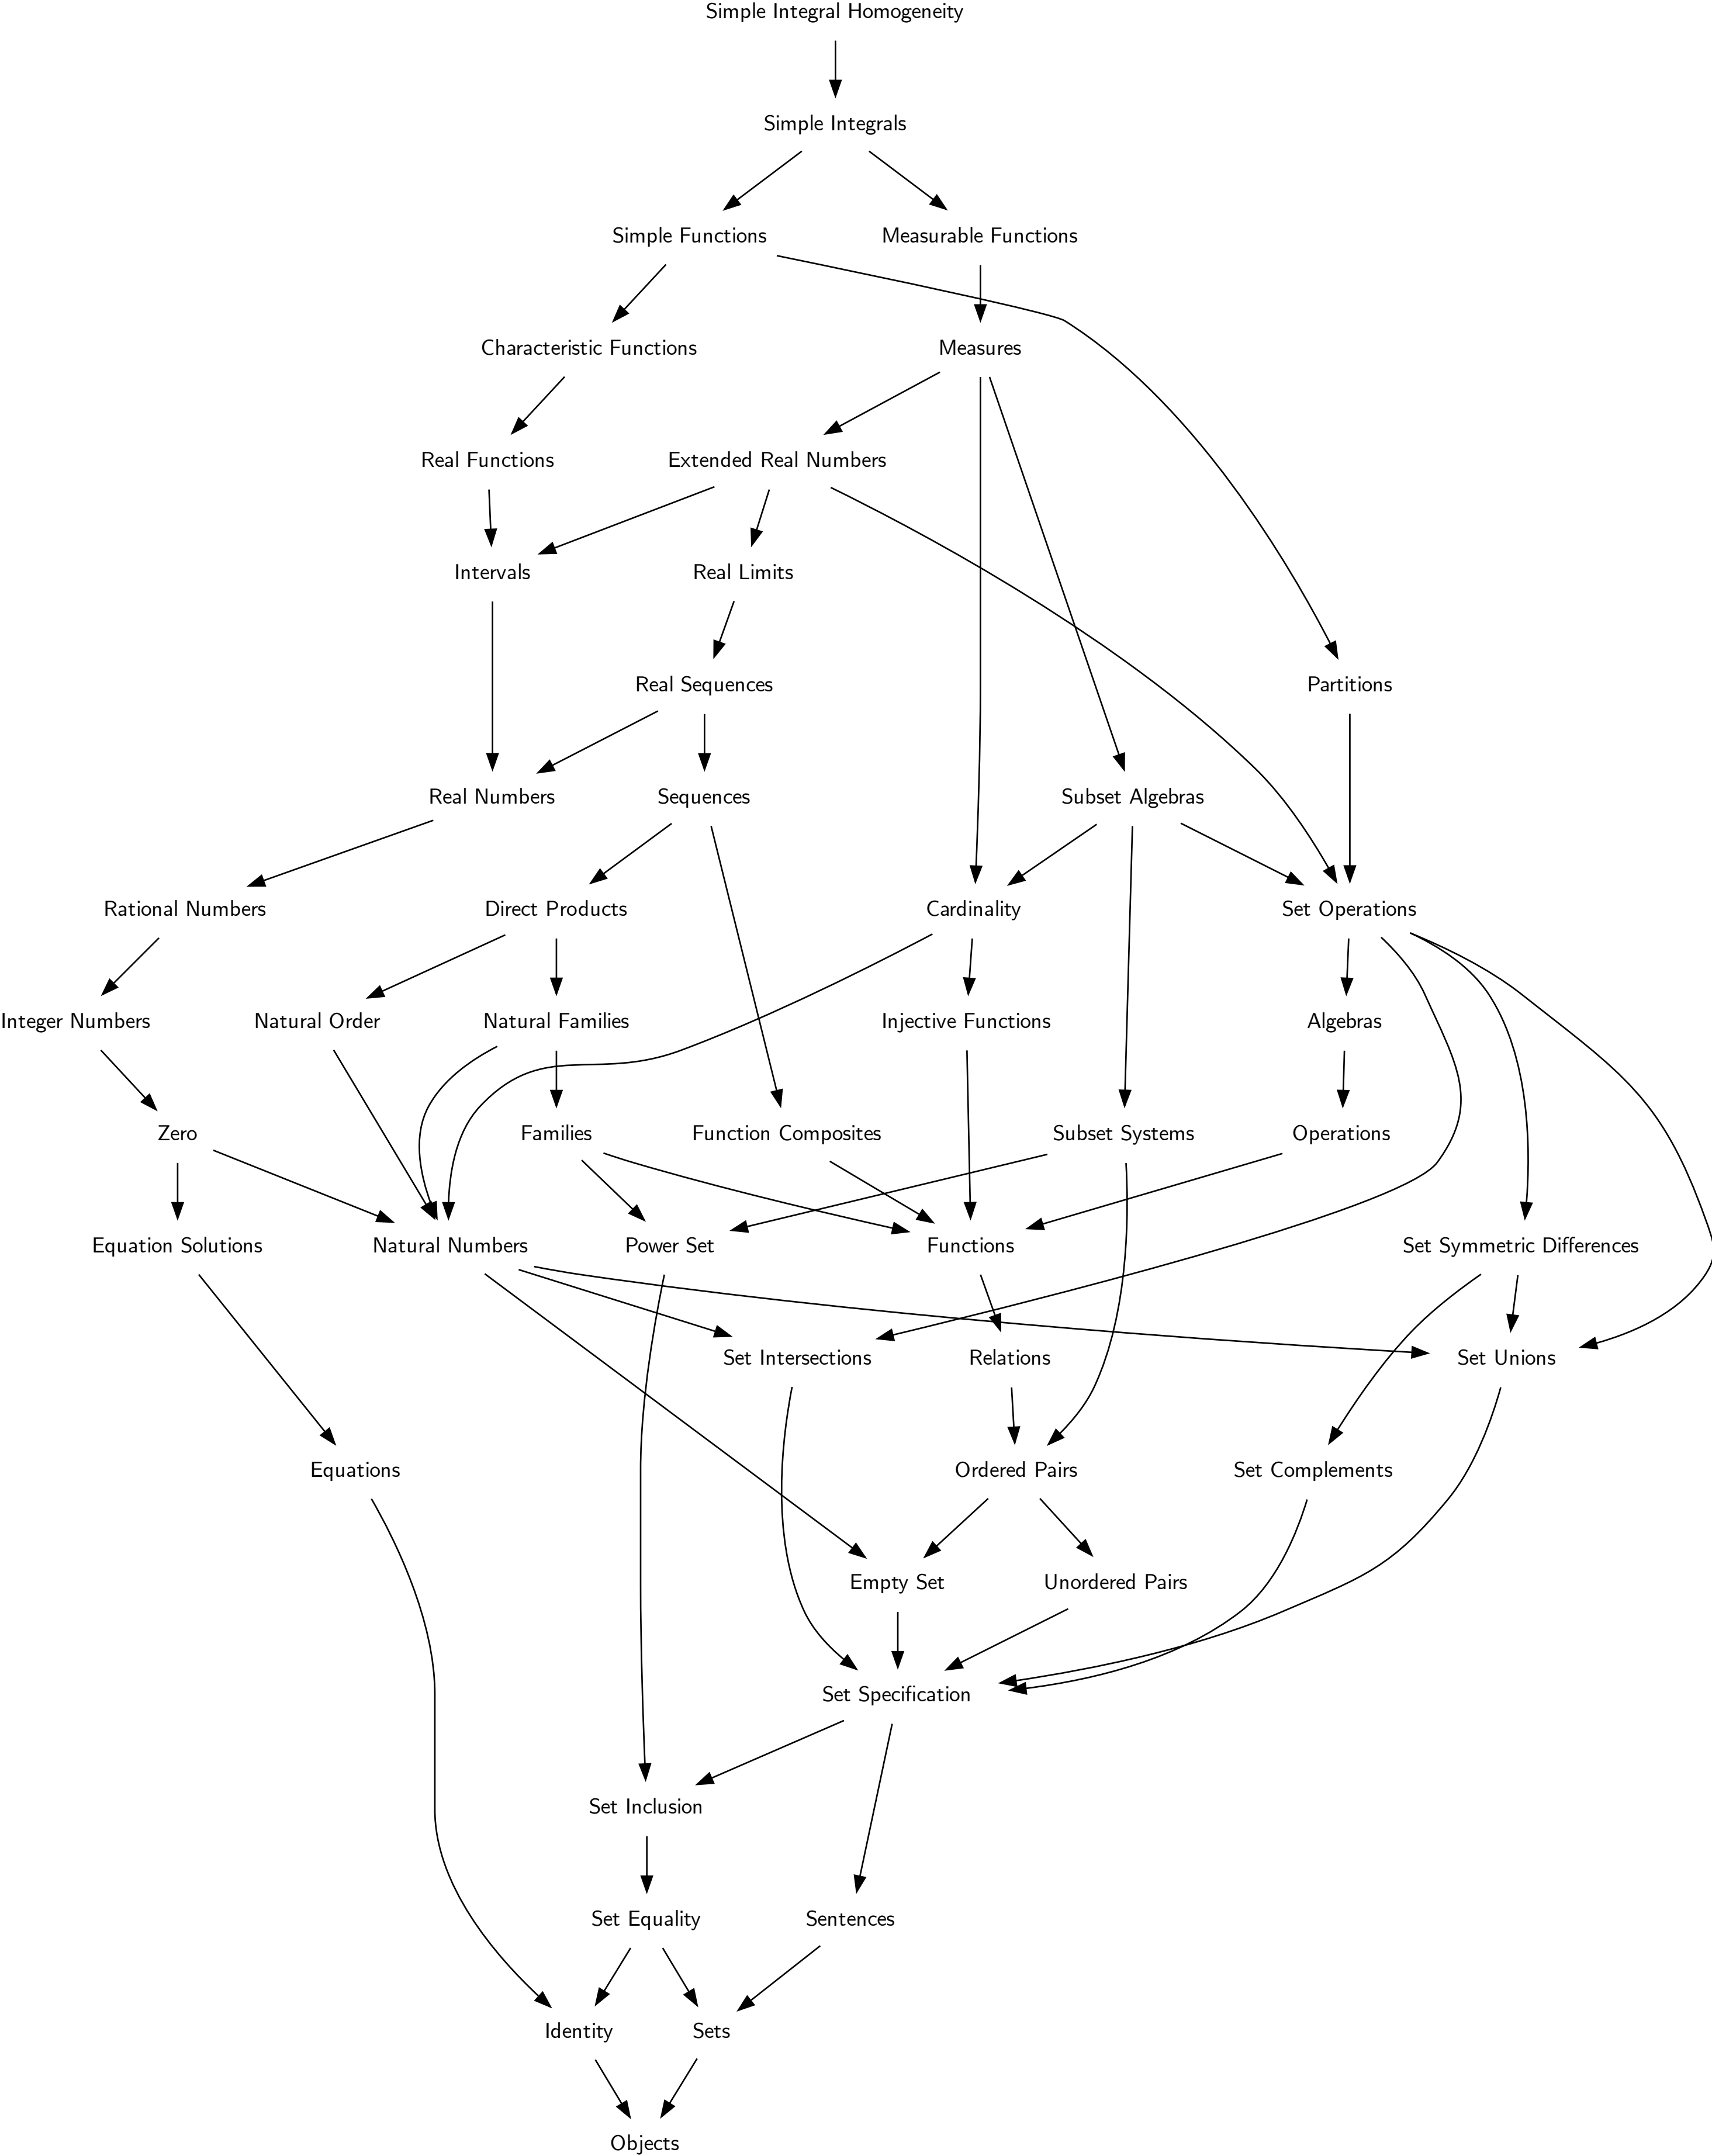 Simple Integral Homogeneity
Simple Integrals
Simple Functions
Measurable Functions
Characteristic Functions
Measures
Real Functions
Extended Real Numbers
Intervals
Real Limits
Real Sequences
Partitions
Real Numbers
Sequences
Subset Algebras
Rational Numbers
Direct Products
Cardinality
Set Operations
Integer Numbers
Natural Order
Natural Families
Injective Functions
Algebras
Zero
Families
Function Composites
Subset Systems
Operations
Equation Solutions
Natural Numbers
Power Set
Functions
Set Symmetric Differences
Set Intersections
Relations
Set Unions
Equations
Ordered Pairs
Set Complements
Empty Set
Unordered Pairs
Set Specification
Set Inclusion
Set Equality
Sentences
Identity
Sets
Objects